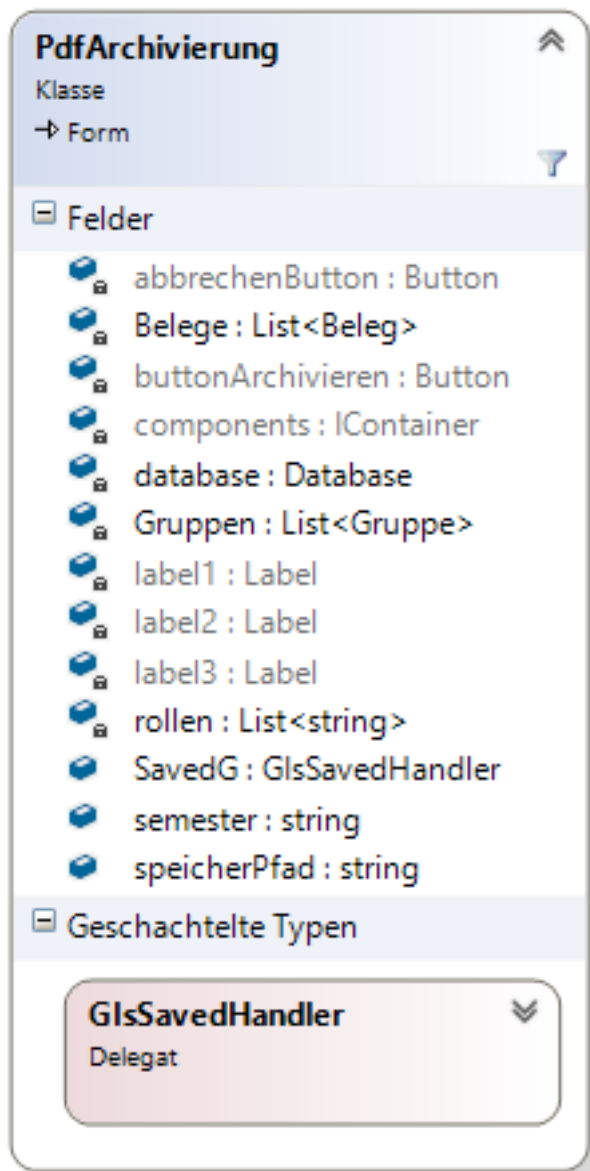 PdfArchivierung
Klasse
Form
Felder
abbrechenButton : Button
Belege : List<Beleg>
buttonArchivieren : Button
components : IContainer
database : Database
Gruppen : List<Gruppe>
label1 : Label
label2 : Label
label3 : Label
rollen : List<string>
SavedG : GIsSavedHandler
semester : string
speicherPfad : string
Geschachtelte Typen
GIsSavedHandler
Delegat